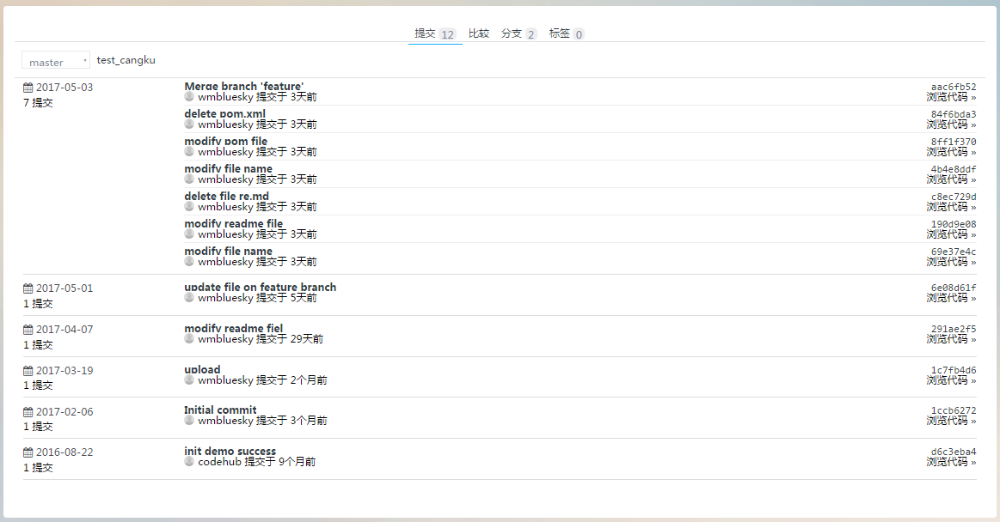 提交 12 比较 分支 2 标签 0
master test_cangku
2017-05-03
7 提交
Merge branch 'feature' aac6fb52
wmbluesky 提交于 3天前 浏览代码 »
delete pom.xml 84f6bda3
wmbluesky 提交于 3天前 浏览代码 »
modify pom file 8ff1f370
wmbluesky 提交于 3天前 浏览代码 »
modify file name 4b4e8ddf
wmbluesky 提交于 3天前 浏览代码 »
delete file re.md c8ec729d
wmbluesky 提交于 3天前 浏览代码 »
modify readme file 190d9e08
wmbluesky 提交于 3天前 浏览代码 »
modify file name 69e37e4c
wmbluesky 提交于 3天前 浏览代码 »
2017-05-01 update file on feature branch 6e08d61f
1 提交 wmbluesky 提交于 5天前 浏览代码 »
2017-04-07 modify readme fiel 291ae2f5
1 提交 wmbluesky 提交于 29天前 浏览代码 »
2017-03-19 upload 1c7fb4d6
1 提交 wmbluesky 提交于 2个月前 浏览代码 »
2017-02-06 Initial commit 1ccb6272
1 提交 wmbluesky 提交于 3个月前 浏览代码 »
2016-08-22 init demo success d6c3eba4
1 提交 codehub 提交于 9个月前 浏览代码 »